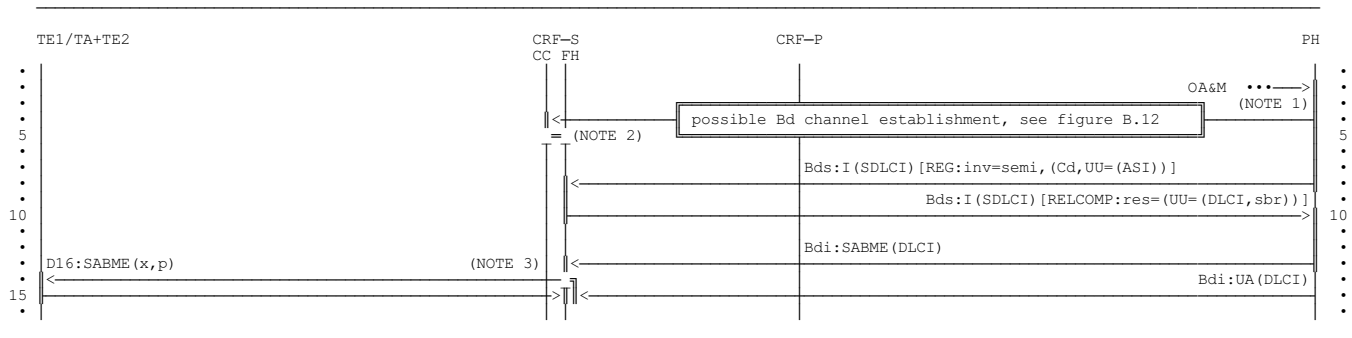 TE1/TA+TE2 CRF—S CRF—P PH
CC FH
OA&M •••——>
(NOTE 1)
possible Bd channel establishment, see figure B.12
5 = (NOTE 2) 5
Bds:I(SDLCI)[REG:inv=semi,(Cd,UU=(ASI))]
Bds:I(SDLCI)[RELCOMP:res=(UU=(DLCI,sbr))]
10 10
Bdi:SABME(DLCI)
D16:SABME(x,p) (NOTE 3)
Bdi:UA(DLCI)
15 15